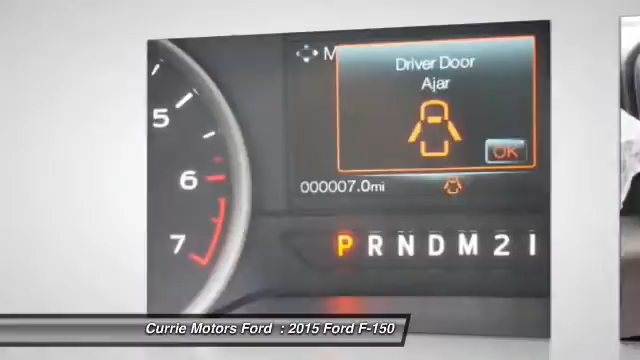 M
Driver Door
Ajar
OK
5
6
7
000007.0mi
P R N D M 2 1
Currie Motors Ford : 2015 Ford F-150